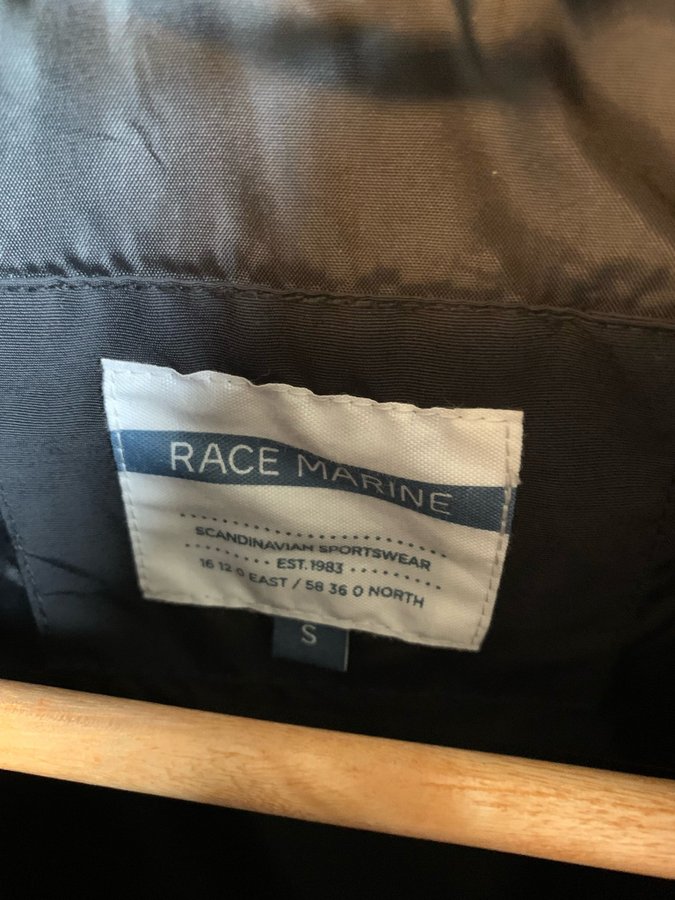 RACE MARINE
SCANDINAVIAN SPORTSWEAR
EST.1983
16 12 0 EAST / 58 36 0 NORTH
S